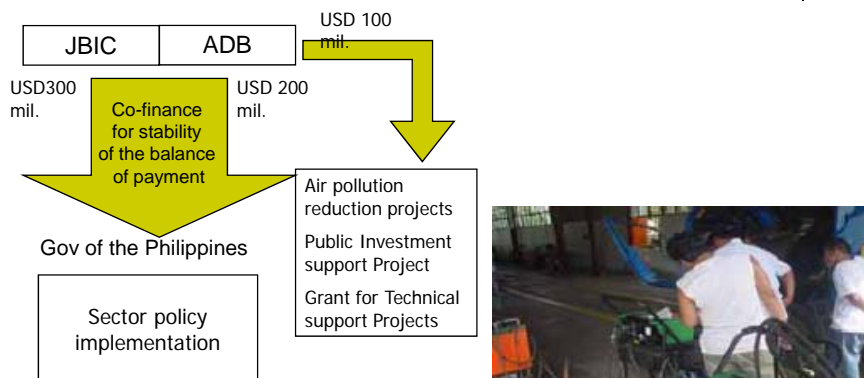 USD 100
mil.
JBIC
ADB
USD300
mil.
USD 200
mil.
Co-finance
for stability
of the balance
of payment
Air pollution
reduction projects
Public Investment
support Project
Grant for Technical
support Projects
Gov of the Philippines
Sector policy
implementation